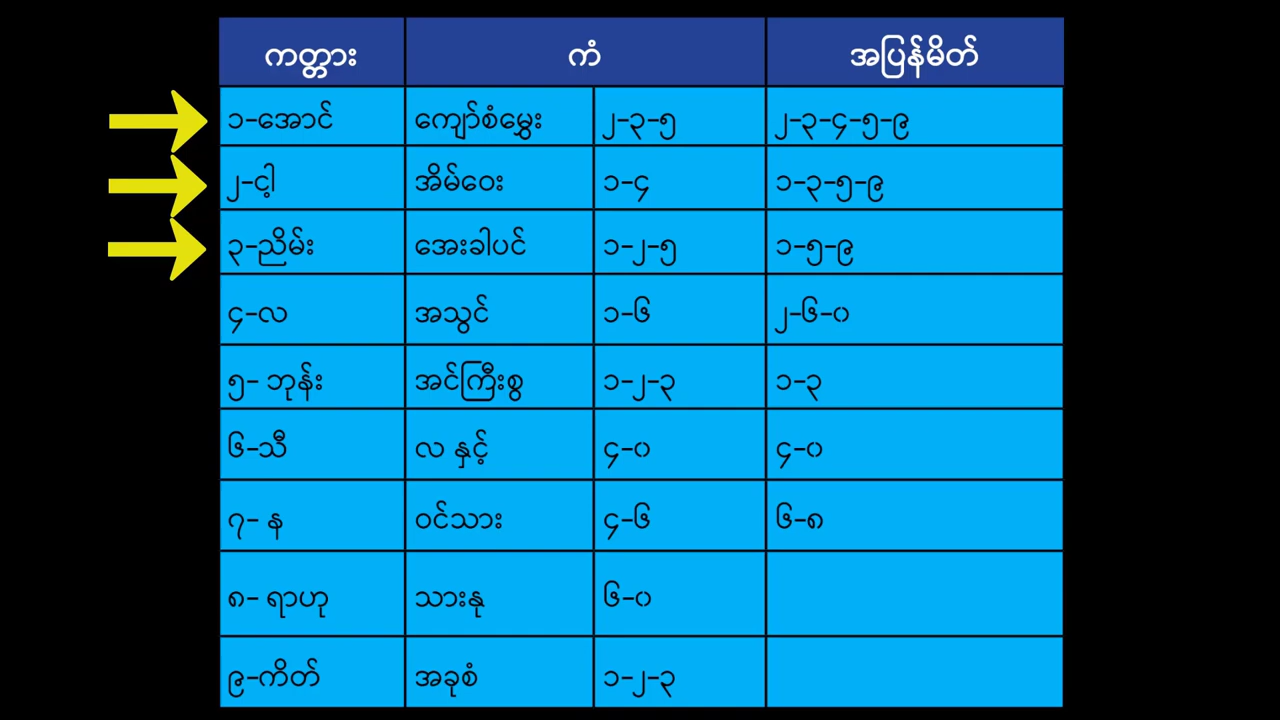 ကတ္တား ကံ အပြန်မိတ်
၁-အောင် ကျော်စံမွှေး ၂-၃-၅ ၂-၃-၄-၅-၉
၂-ငါ့ အိမ်ဝေး ၁-၄ ၁-၃-၅-၉
၃-ညိမ်း အေးခါပင် ၁-၂-၅ ၁-၅-၉
၄-လ အသွင် ၁-၆ ၂-၆-၀
၅- ဘုန်း အင်ကြီးစွ ၁-၂-၃ ၁-၃
၆-သီ လ နှင့် ၄-၀ ၄-၀
၇- န ဝင်သား ၄-၆ ၆-၈
၈- ရာဟု သားနု ၆-၀
၉-ကိတ် အခုစံ ၁-၂-၃